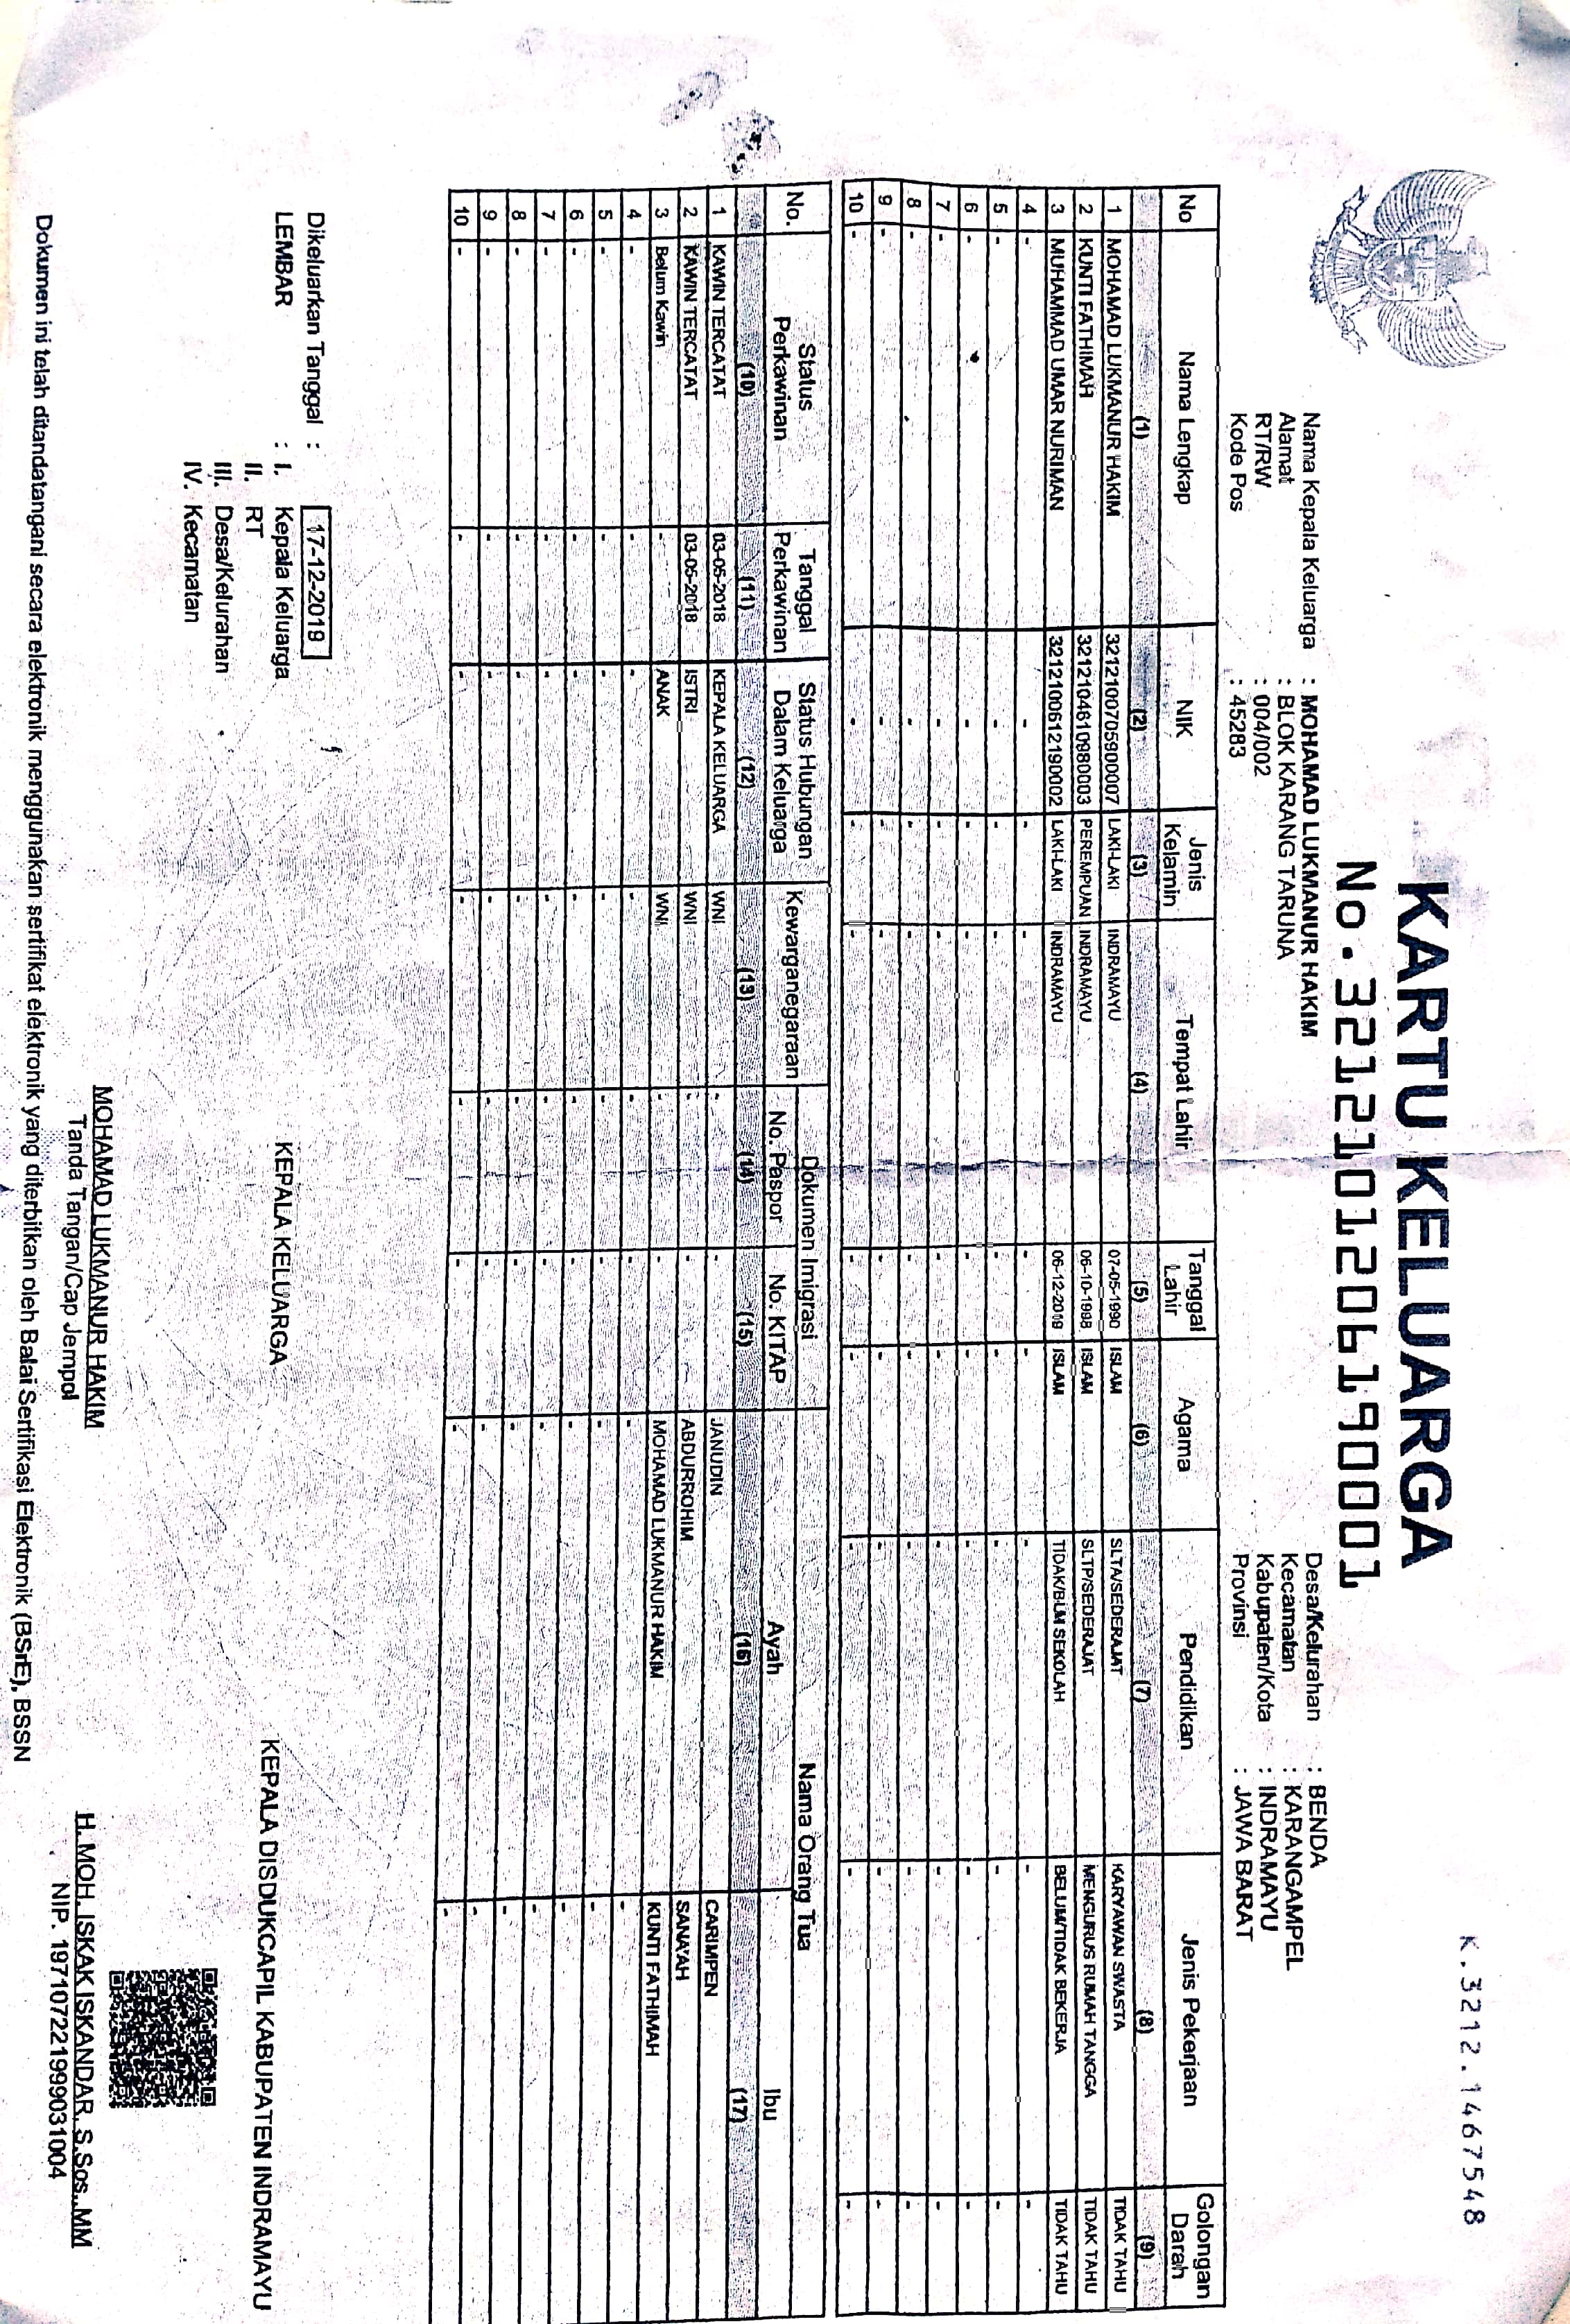 K.3212.1467548
KARTU KELUARGA
No.3212101206190001
Nama Kepala Keluarga : MOHAMAD LUKMANUR HAKIM
Alamat : BLOK KARANG TARUNA
RT/RW : 004/002
Kode Pos : 45283
Desa/Kelurahan : BENDA
Kecamatan : KARANGAMPEL
Kabupaten/Kota : INDRAMAYU
Provinsi : JAWA BARAT
No Nama Lengkap NIK Jenis Kelamin Tempat Lahir Tanggal Lahir Agama Pendidikan Jenis Pekerjaan Golongan Darah
(1) (2) (3) (4) (5) (6) (7) (8) (9)
1 MOHAMAD LUKMANUR HAKIM 3212100705900007 LAKI-LAKI INDRAMAYU 07-05-1990 ISLAM SLTA/SEDERAJAT KARYAWAN SWASTA TIDAK TAHU
2 KUNTI FATHIMAH 3212104610980003 PEREMPUAN INDRAMAYU 06-10-1998 ISLAM SLTP/SEDERAJAT MENGURUS RUMAH TANGGA TIDAK TAHU
3 MUHAMMAD UMAR NURIMAN 3212100612190002 LAKI-LAKI INDRAMAYU 06-12-2019 ISLAM TIDAK/BLM SEKOLAH BELUM/TIDAK BEKERJA TIDAK TAHU
4 - - - - - - - - -
5 - - - - - - - - -
6 - - - - - - - - -
7 - - - - - - - - -
8 - - - - - - - - -
9 - - - - - - - - -
10 - - - - - - - - -
No. Status Perkawinan Tanggal Perkawinan Status Hubungan Dalam Keluarga Kewarganegaraan Dokumen Imigrasi Nama Orang Tua
No. Paspor No. KITAP Ayah Ibu
(10) (11) (12) (13) (14) (15) (16) (17)
1 KAWIN TERCATAT 03-05-2018 KEPALA KELUARGA WNI - - JANUDIN CARIMPEN
2 KAWIN TERCATAT 03-05-2018 ISTRI WNI - - ABDURROHIM SANA'AH
3 Belum Kawin - ANAK WNI - - MOHAMAD LUKMANUR HAKIM KUNTI FATHIMAH
4 - - - - - - - -
5 - - - - - - - -
6 - - - - - - - -
7 - - - - - - - -
8 - - - - - - - -
9 - - - - - - - -
10 - - - - - - - -
Dikeluarkan Tanggal : 17-12-2019
LEMBAR : I. Kepala Keluarga
II. RT
III. Desa/Kelurahan
IV. Kecamatan
KEPALA KELUARGA
MOHAMAD LUKMANUR HAKIM
Tanda Tangan/Cap Jempol
KEPALA DISDUKCAPIL KABUPATEN INDRAMAYU
H. MOH. ISKAK ISKANDAR, S.Sos., MM
NIP. 197107221999031004
Dokumen ini telah ditandatangani secara elektronik menggunakan sertifikat elektronik yang diterbitkan oleh Balai Sertifikasi Elektronik (BSrE), BSSN